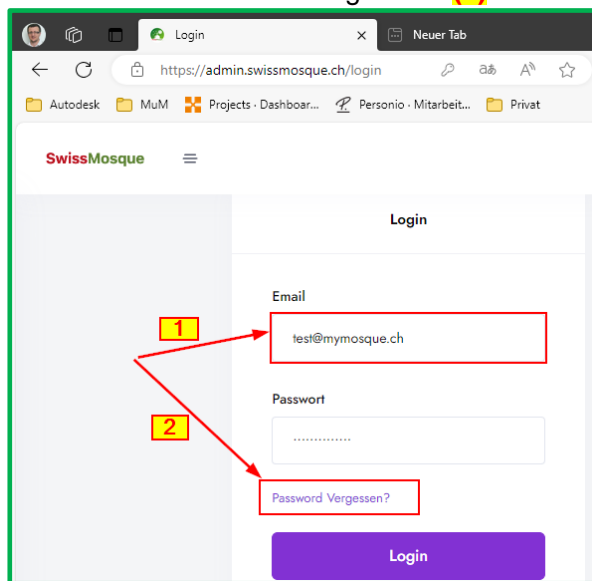 Login
Neuer Tab
https://admin.swissmosque.ch/login
Autodesk MuM Projects · Dashboar... Personio · Mitarbeit... Privat
SwissMosque
Login
Email
1
test@mymosque.ch
Passwort
2
..............
Password Vergessen?
Login